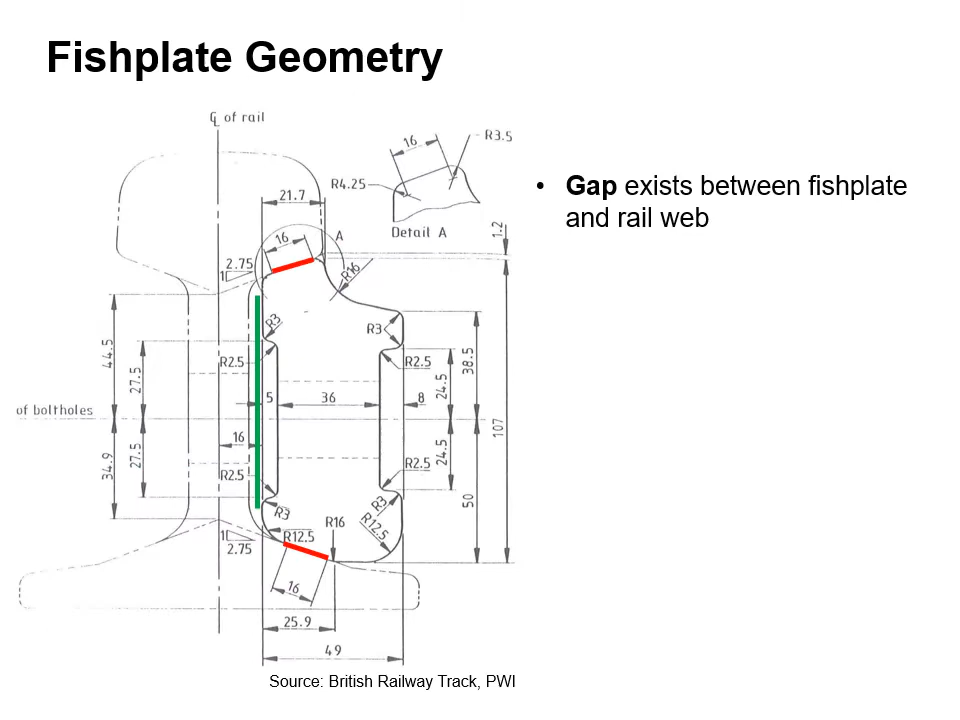 Fishplate Geometry
℄ of rail
16
R3.5
R4.25
21.7
Detail A
• Gap exists between fishplate
and rail web
1.2
16
A
2.75
1
R16
R3
R3
44.5
27.5
R2.5
R2.5
24.5
38.5
5
36
8
107
of boltholes
16
34.9
27.5
R2.5
R2.5
24.5
50
R3
R3
R16
R12.5
R12.5
1
2.75
16
25.9
49
Source: British Railway Track, PWI